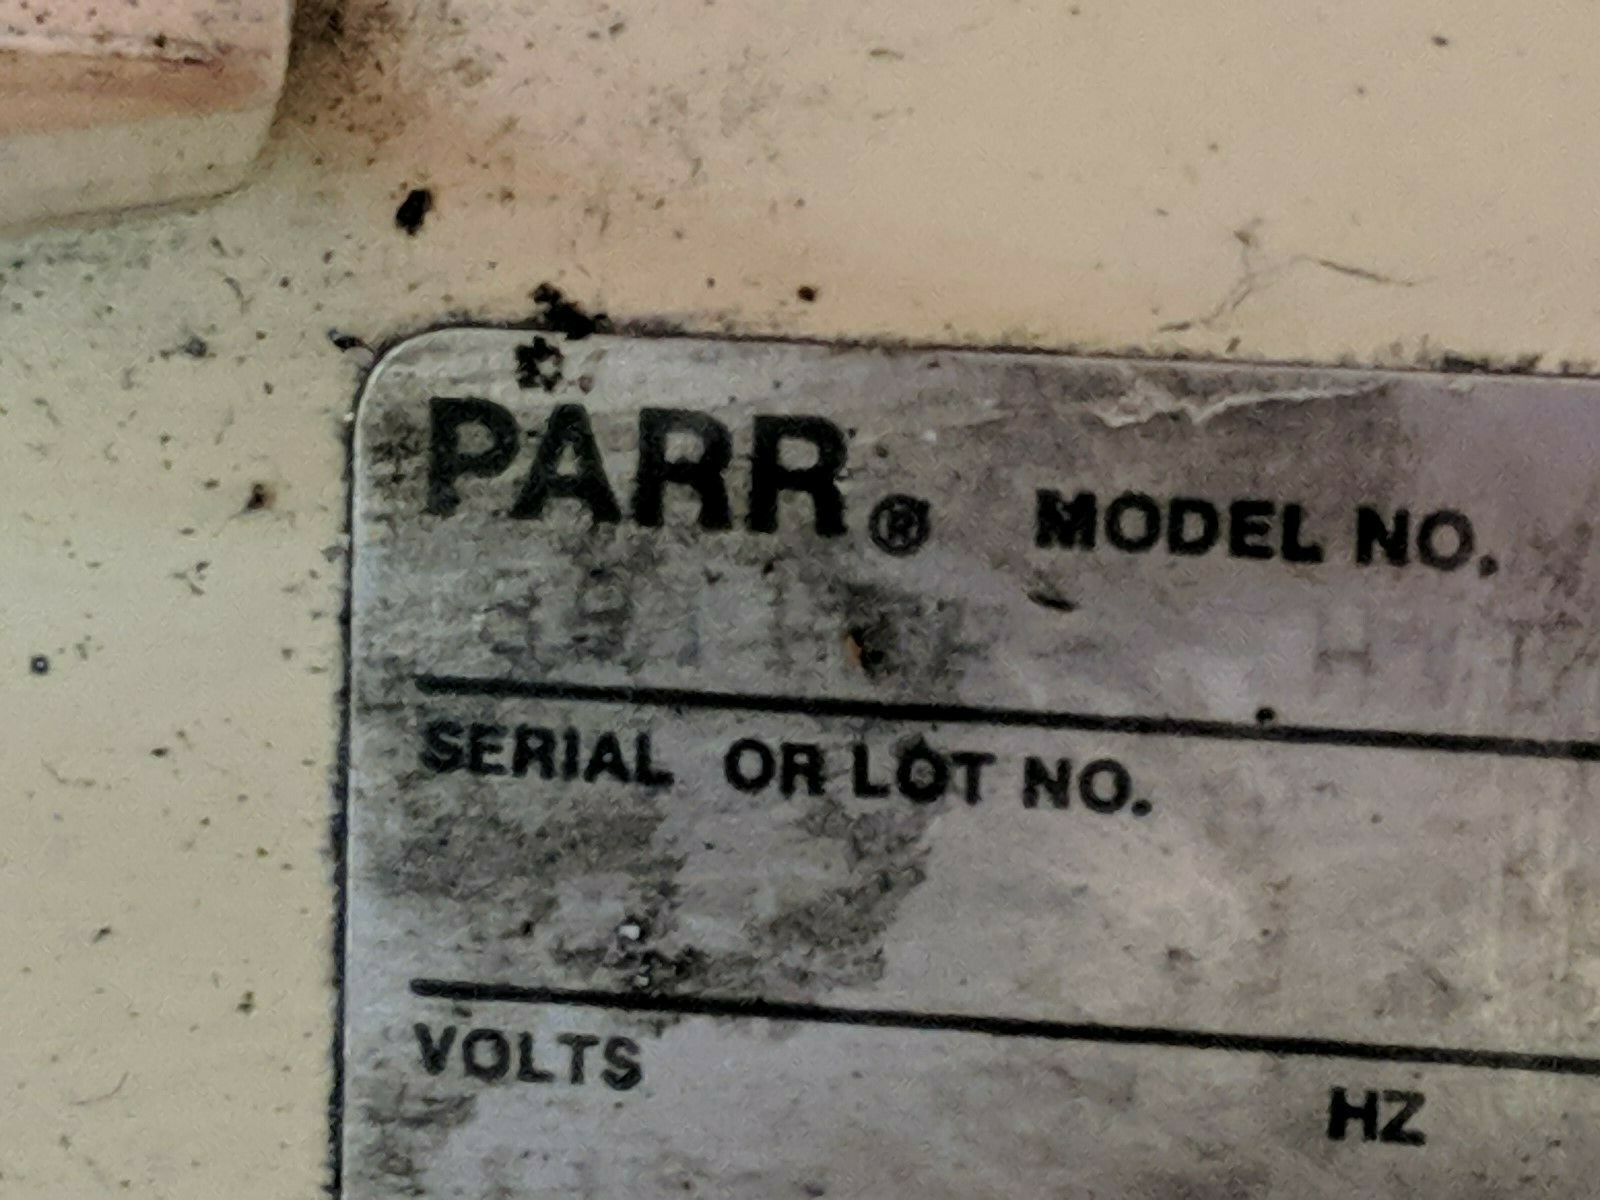 PARR® MODEL NO.
SERIAL OR LOT NO.
VOLTS HZ